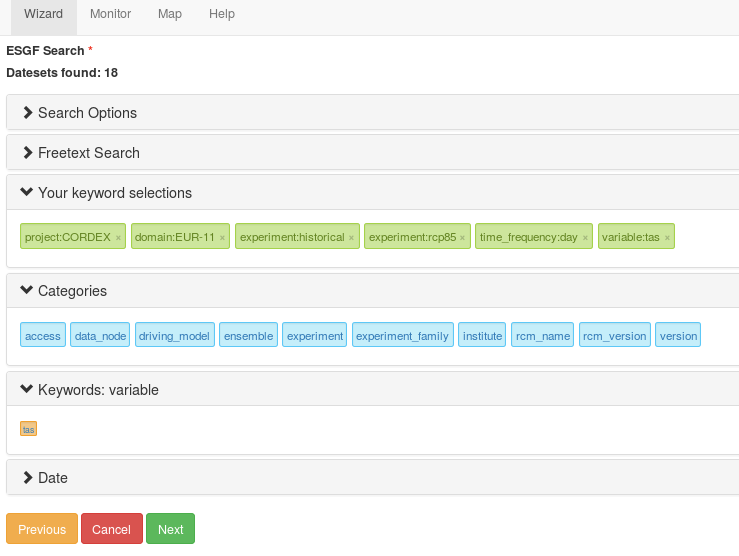 Wizard Monitor Map Help
ESGF Search *
Datesets found: 18
Search Options
Freetext Search
Your keyword selections
project:CORDEX × domain:EUR-11 × experiment:historical × experiment:rcp85 × time_frequency:day × variable:tas ×
Categories
access data_node driving_model ensemble experiment experiment_family institute rcm_name rcm_version version
Keywords: variable
tas
Date
Previous Cancel Next